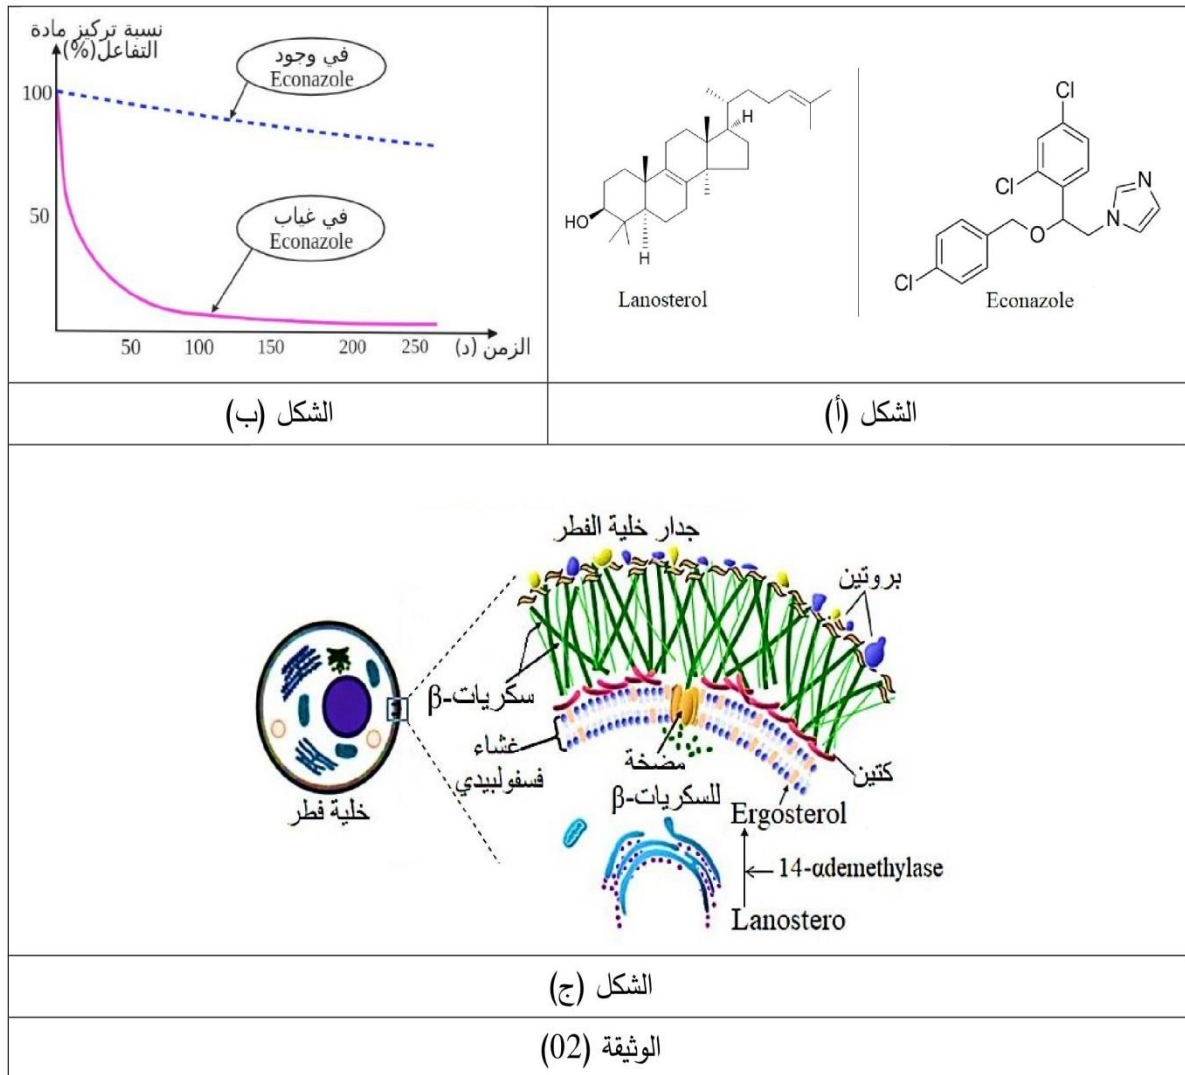 نسبة تركيز مادة
التفاعل(%)
في وجود
Econazole
100
50
في غياب
Econazole
50 100 150 200 250 الزمن (د)
الشكل (ب)
Cl
Cl
Cl
O
N
N
Econazole
H
H
HO
Lanosterol
الشكل (أ)
جدار خلية الفطر
بروتين
سكريات-β
غشاء
فسفولبيدي
مضخة
للسكريات-β
كتين
خلية فطر
Ergosterol
14-αdemethylase
Lanostero
الشكل (ج)
الوثيقة (02)